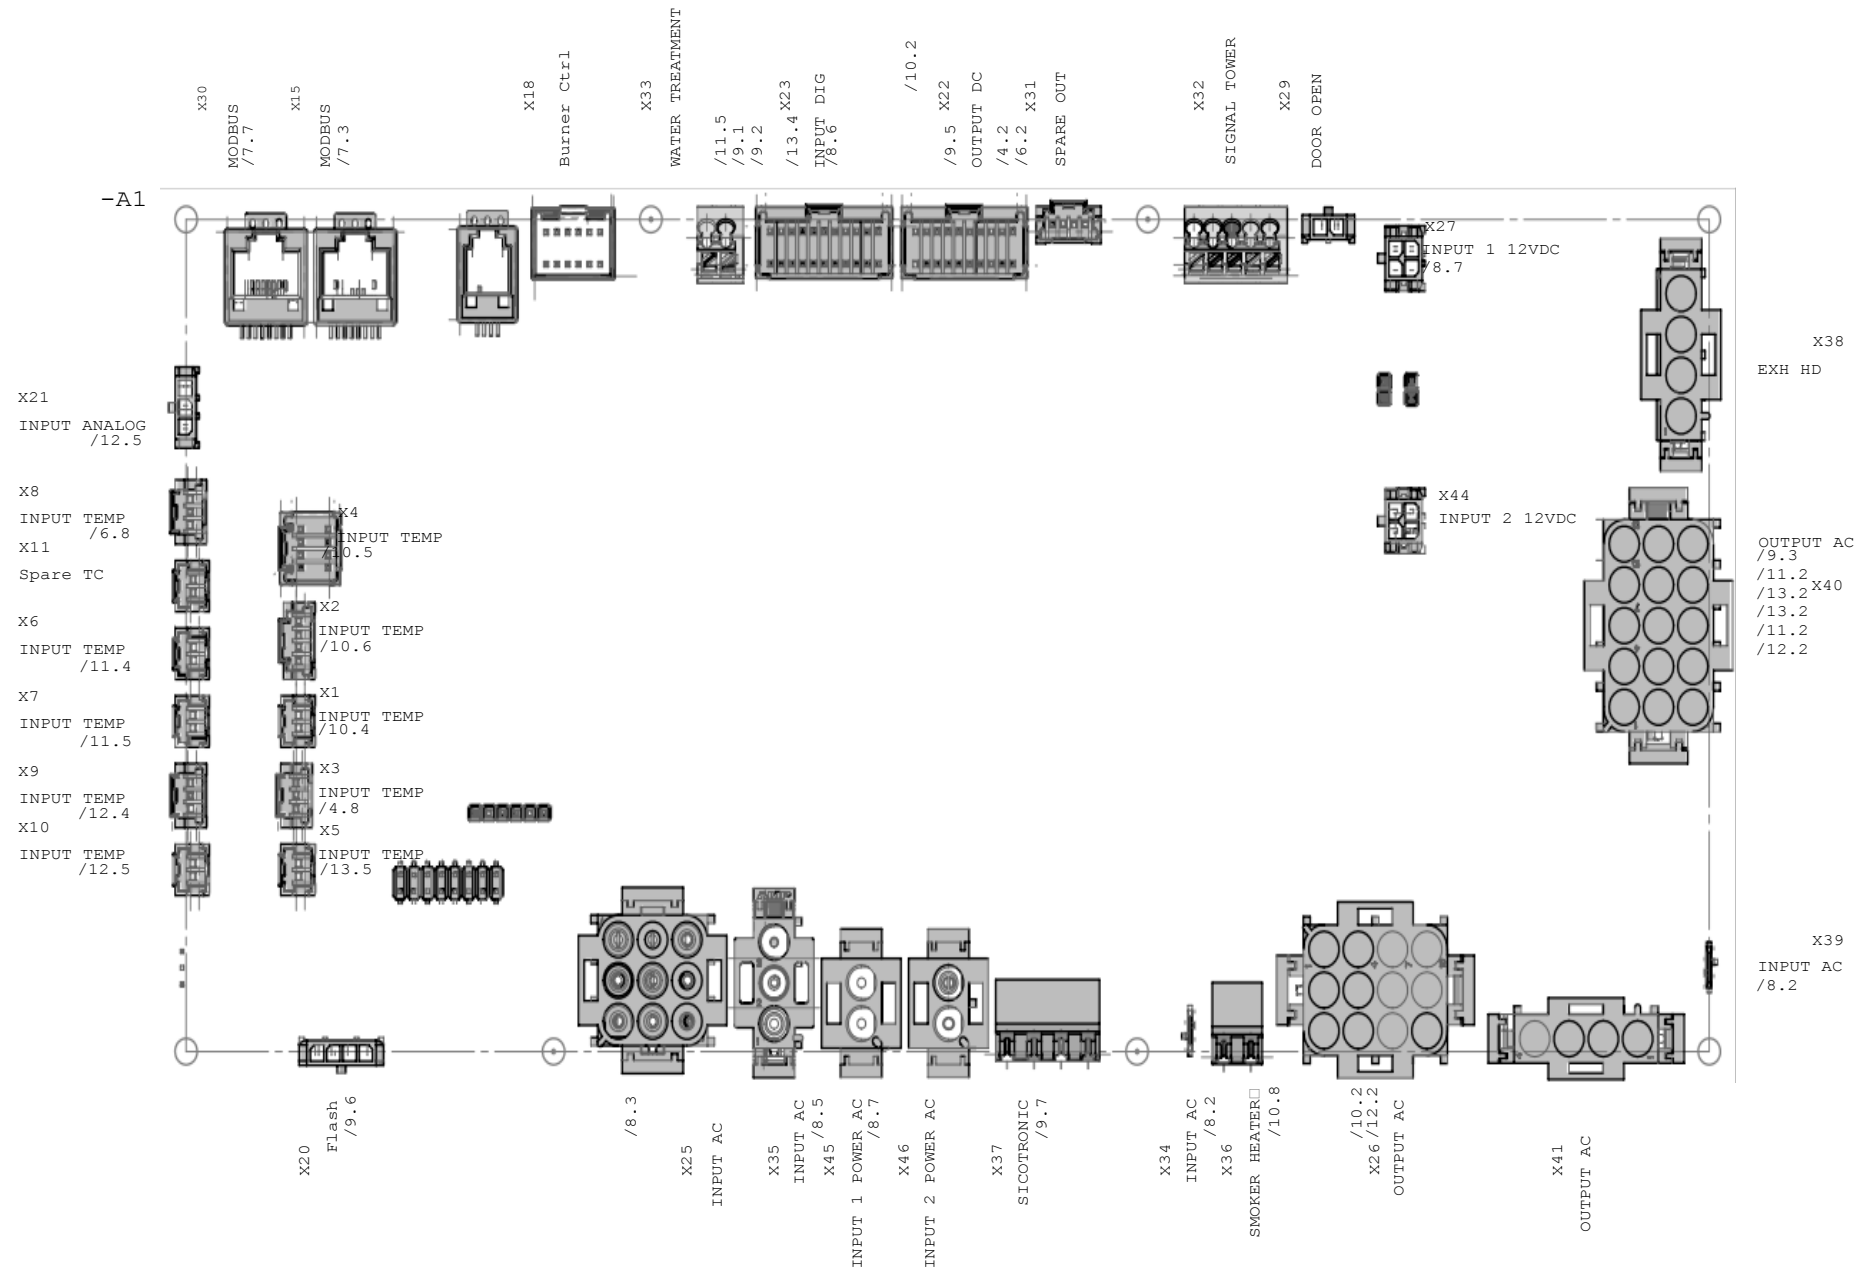 X30
MODBUS
/7.7
X15
MODBUS
/7.3
X18
Burner Ctrl
X33
WATER TREATMENT
/11.5
/9.1
/9.2
X23
/13.4
INPUT DIG
/8.6
/10.2
X22
/9.5
OUTPUT DC
/4.2
/6.2
X31
SPARE OUT
X32
SIGNAL TOWER
X29
DOOR OPEN
-A1
X27
INPUT 1 12VDC
/8.7
X38
EXH HD
X21
INPUT ANALOG
/12.5
X8
INPUT TEMP
/6.8
X11
Spare TC
X6
INPUT TEMP
/11.4
X7
INPUT TEMP
/11.5
X9
INPUT TEMP
/12.4
X10
INPUT TEMP
/12.5
X4
INPUT TEMP
/10.5
X2
INPUT TEMP
/10.6
X1
INPUT TEMP
/10.4
X3
INPUT TEMP
/4.8
X5
INPUT TEMP
/13.5
X44
INPUT 2 12VDC
OUTPUT AC
/9.3
/11.2
X40
/13.2
/13.2
/11.2
/12.2
X39
INPUT AC
/8.2
X20
Flash
/9.6
/8.3
X25
INPUT AC
X35
INPUT AC
/8.5
X45
INPUT 1 POWER AC
/8.7
X46
INPUT 2 POWER AC
X37
SICOTRONIC
/9.7
X34
INPUT AC
/8.2
X36
SMOKER HEATER□
/10.8
/10.2
X26 /12.2
OUTPUT AC
X41
OUTPUT AC